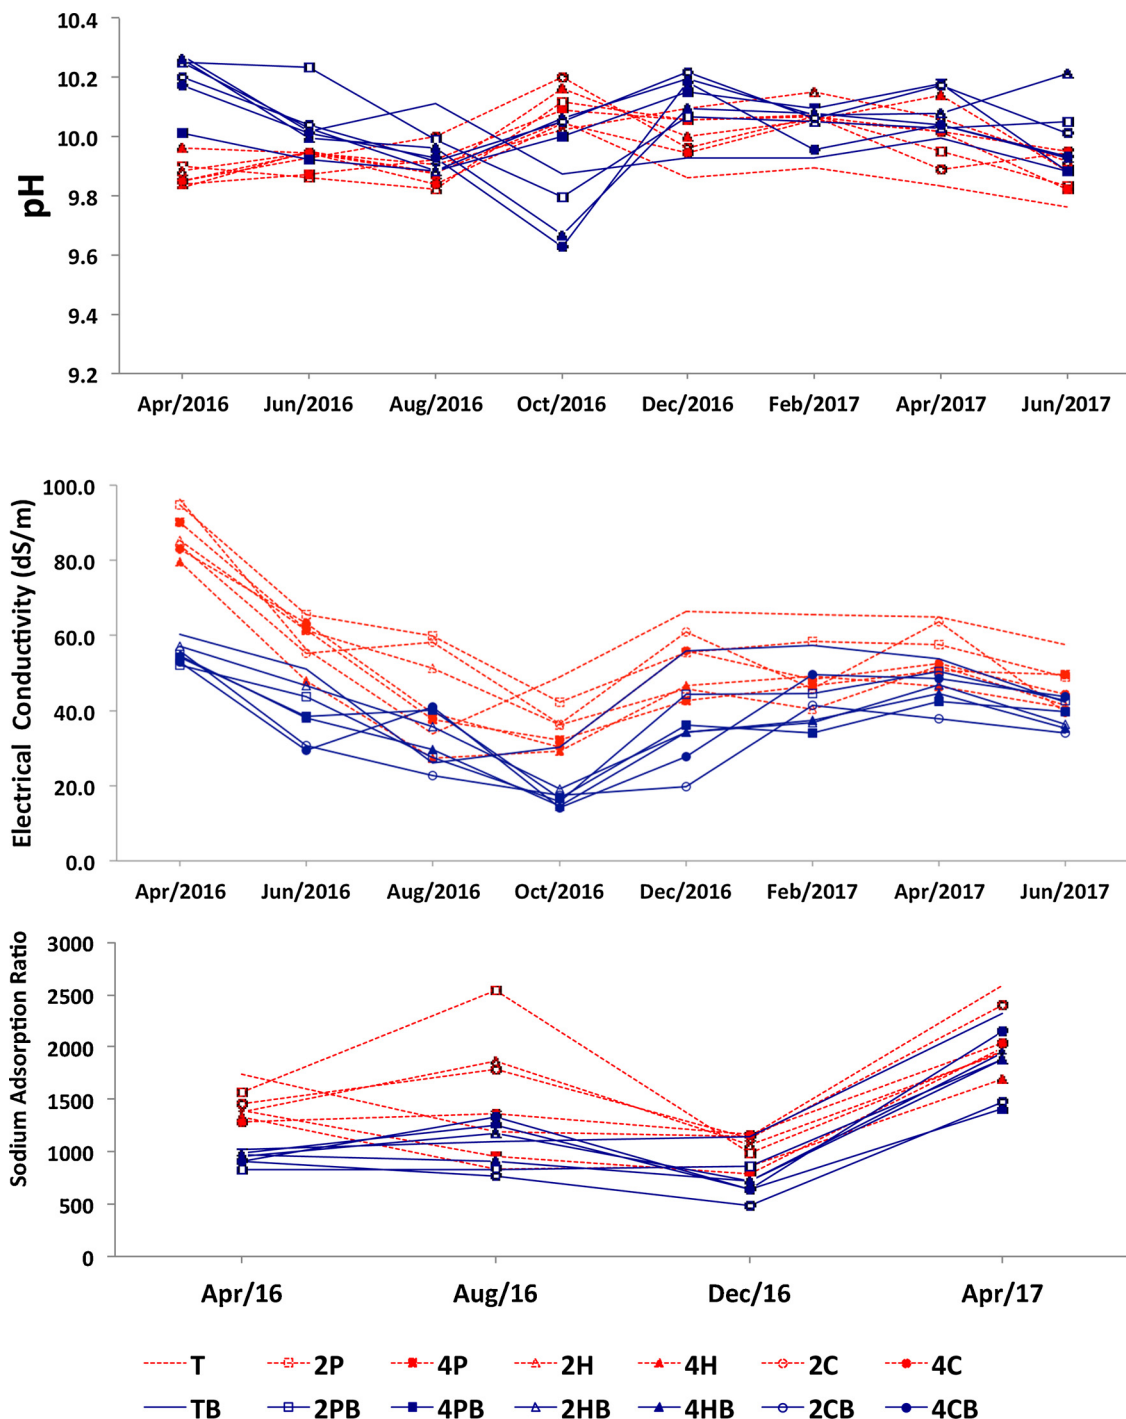 10.4
10.2
10.0
9.8
9.6
9.4
9.2
pH
Apr/2016 Jun/2016 Aug/2016 Oct/2016 Dec/2016 Feb/2017 Apr/2017 Jun/2017
100.0
80.0
60.0
40.0
20.0
0.0
Electrical Conductivity (dS/m)
Apr/2016 Jun/2016 Aug/2016 Oct/2016 Dec/2016 Feb/2017 Apr/2017 Jun/2017
3000
2500
2000
1500
1000
500
0
Sodium Adsorption Ratio
Apr/16 Aug/16 Dec/16 Apr/17
T 2P 4P 2H 4H 2C 4C
TB 2PB 4PB 2HB 4HB 2CB 4CB